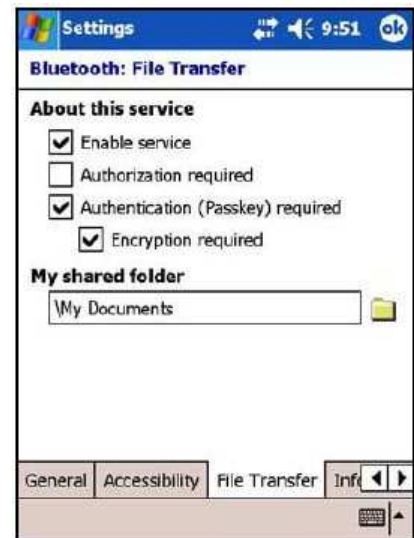 Settings 9:51 ok
Bluetooth: File Transfer
About this service
Enable service
Authorization required
Authentication (Passkey) required
Encryption required
My shared folder
\My Documents
General Accessibility File Transfer Inf